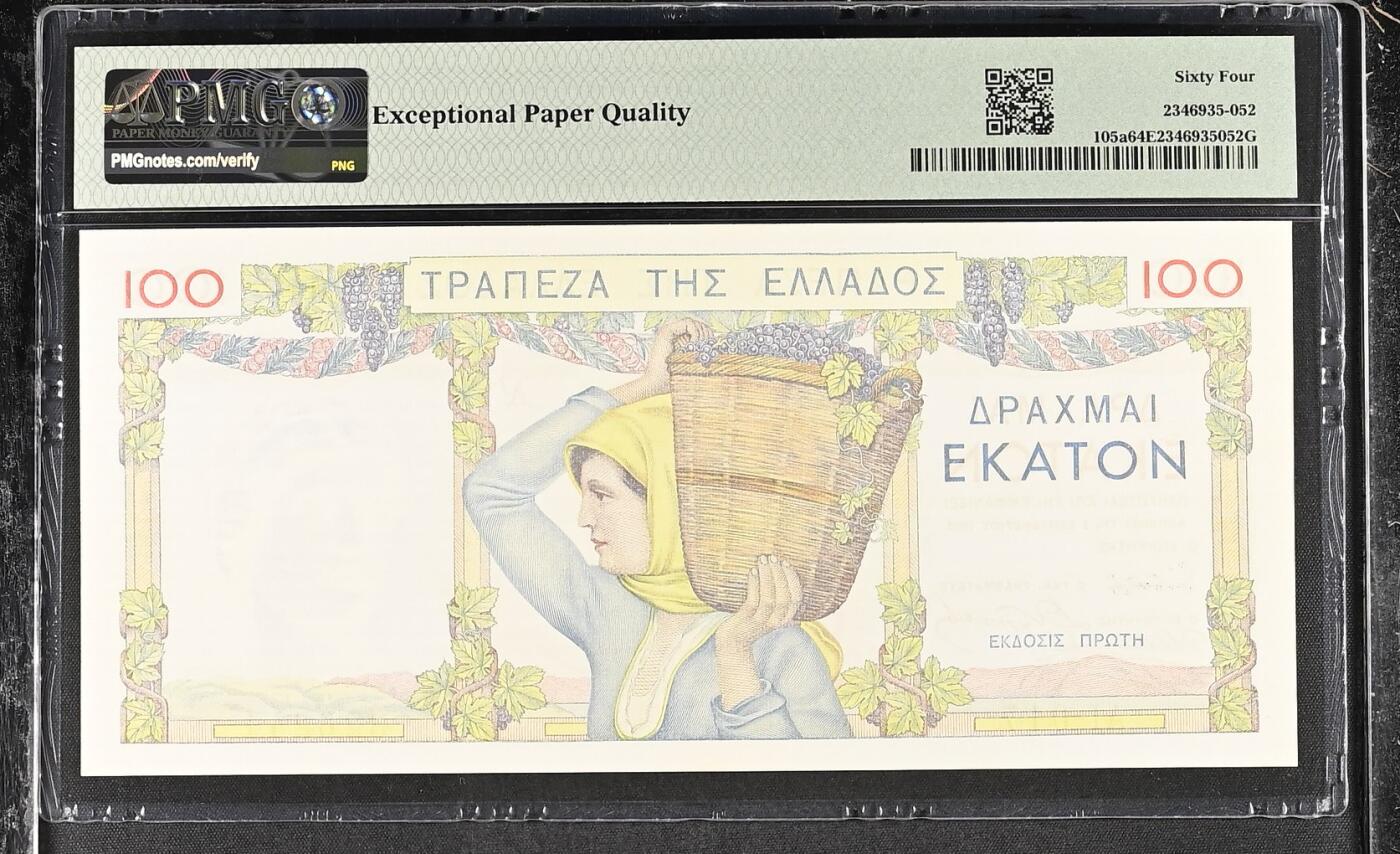 PMG
PAPER MONEY GUARANTY
PMGnotes.com/verify
PNG
Exceptional Paper Quality
Sixty Four
2346935-052
105a64E2346935052G
100
ΤΡΑΠΕΖΑ ΤΗΣ ΕΛΛΑΔΟΣ
100
ΔΡΑΧΜΑΙ
ΕΚΑΤΟΝ
ΕΚΔΟΣΙΣ ΠΡΩΤΗ